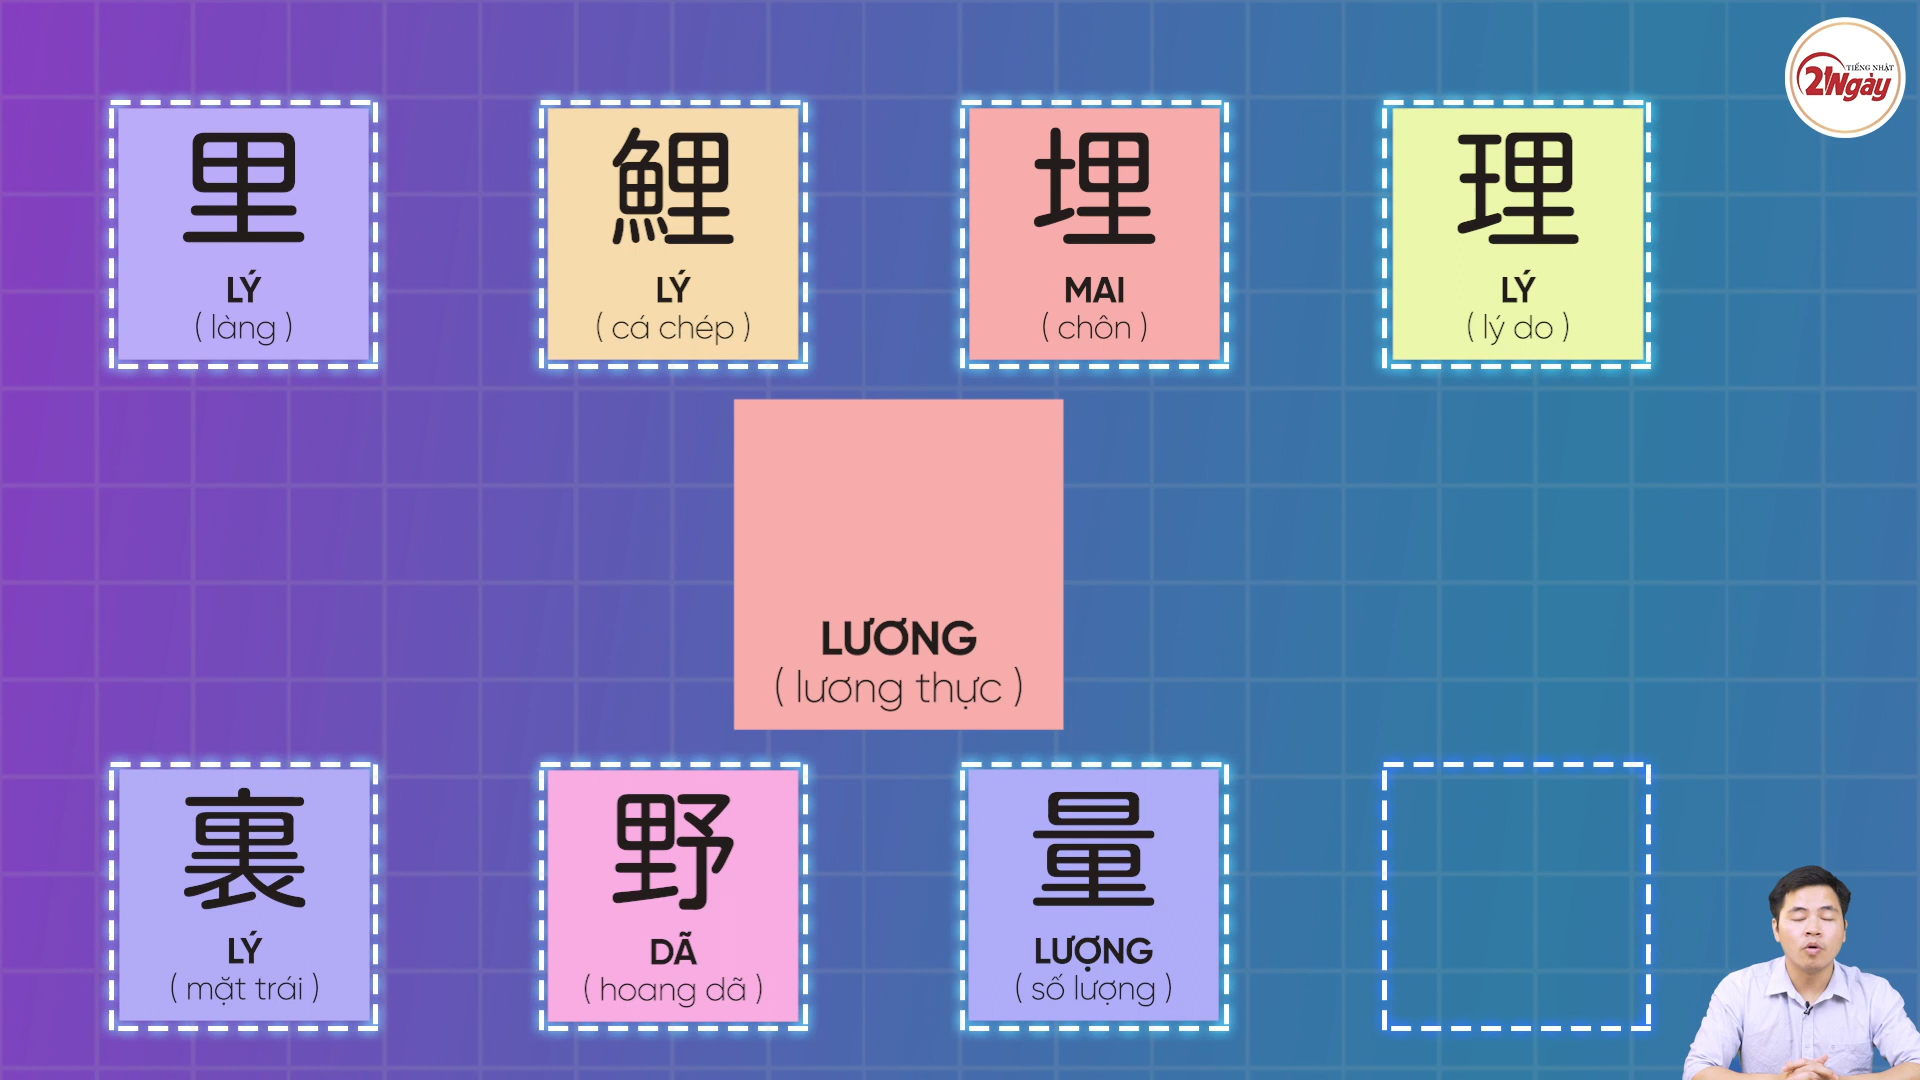 TIẾNG NHẬT
21Ngày
里
LÝ
( làng )
鯉
LÝ
( cá chép )
埋
MAI
( chôn )
理
LÝ
( lý do )
LƯƠNG
( lương thực )
裏
LÝ
( mặt trái )
野
DÃ
( hoang dã )
量
LƯỢNG
( số lượng )